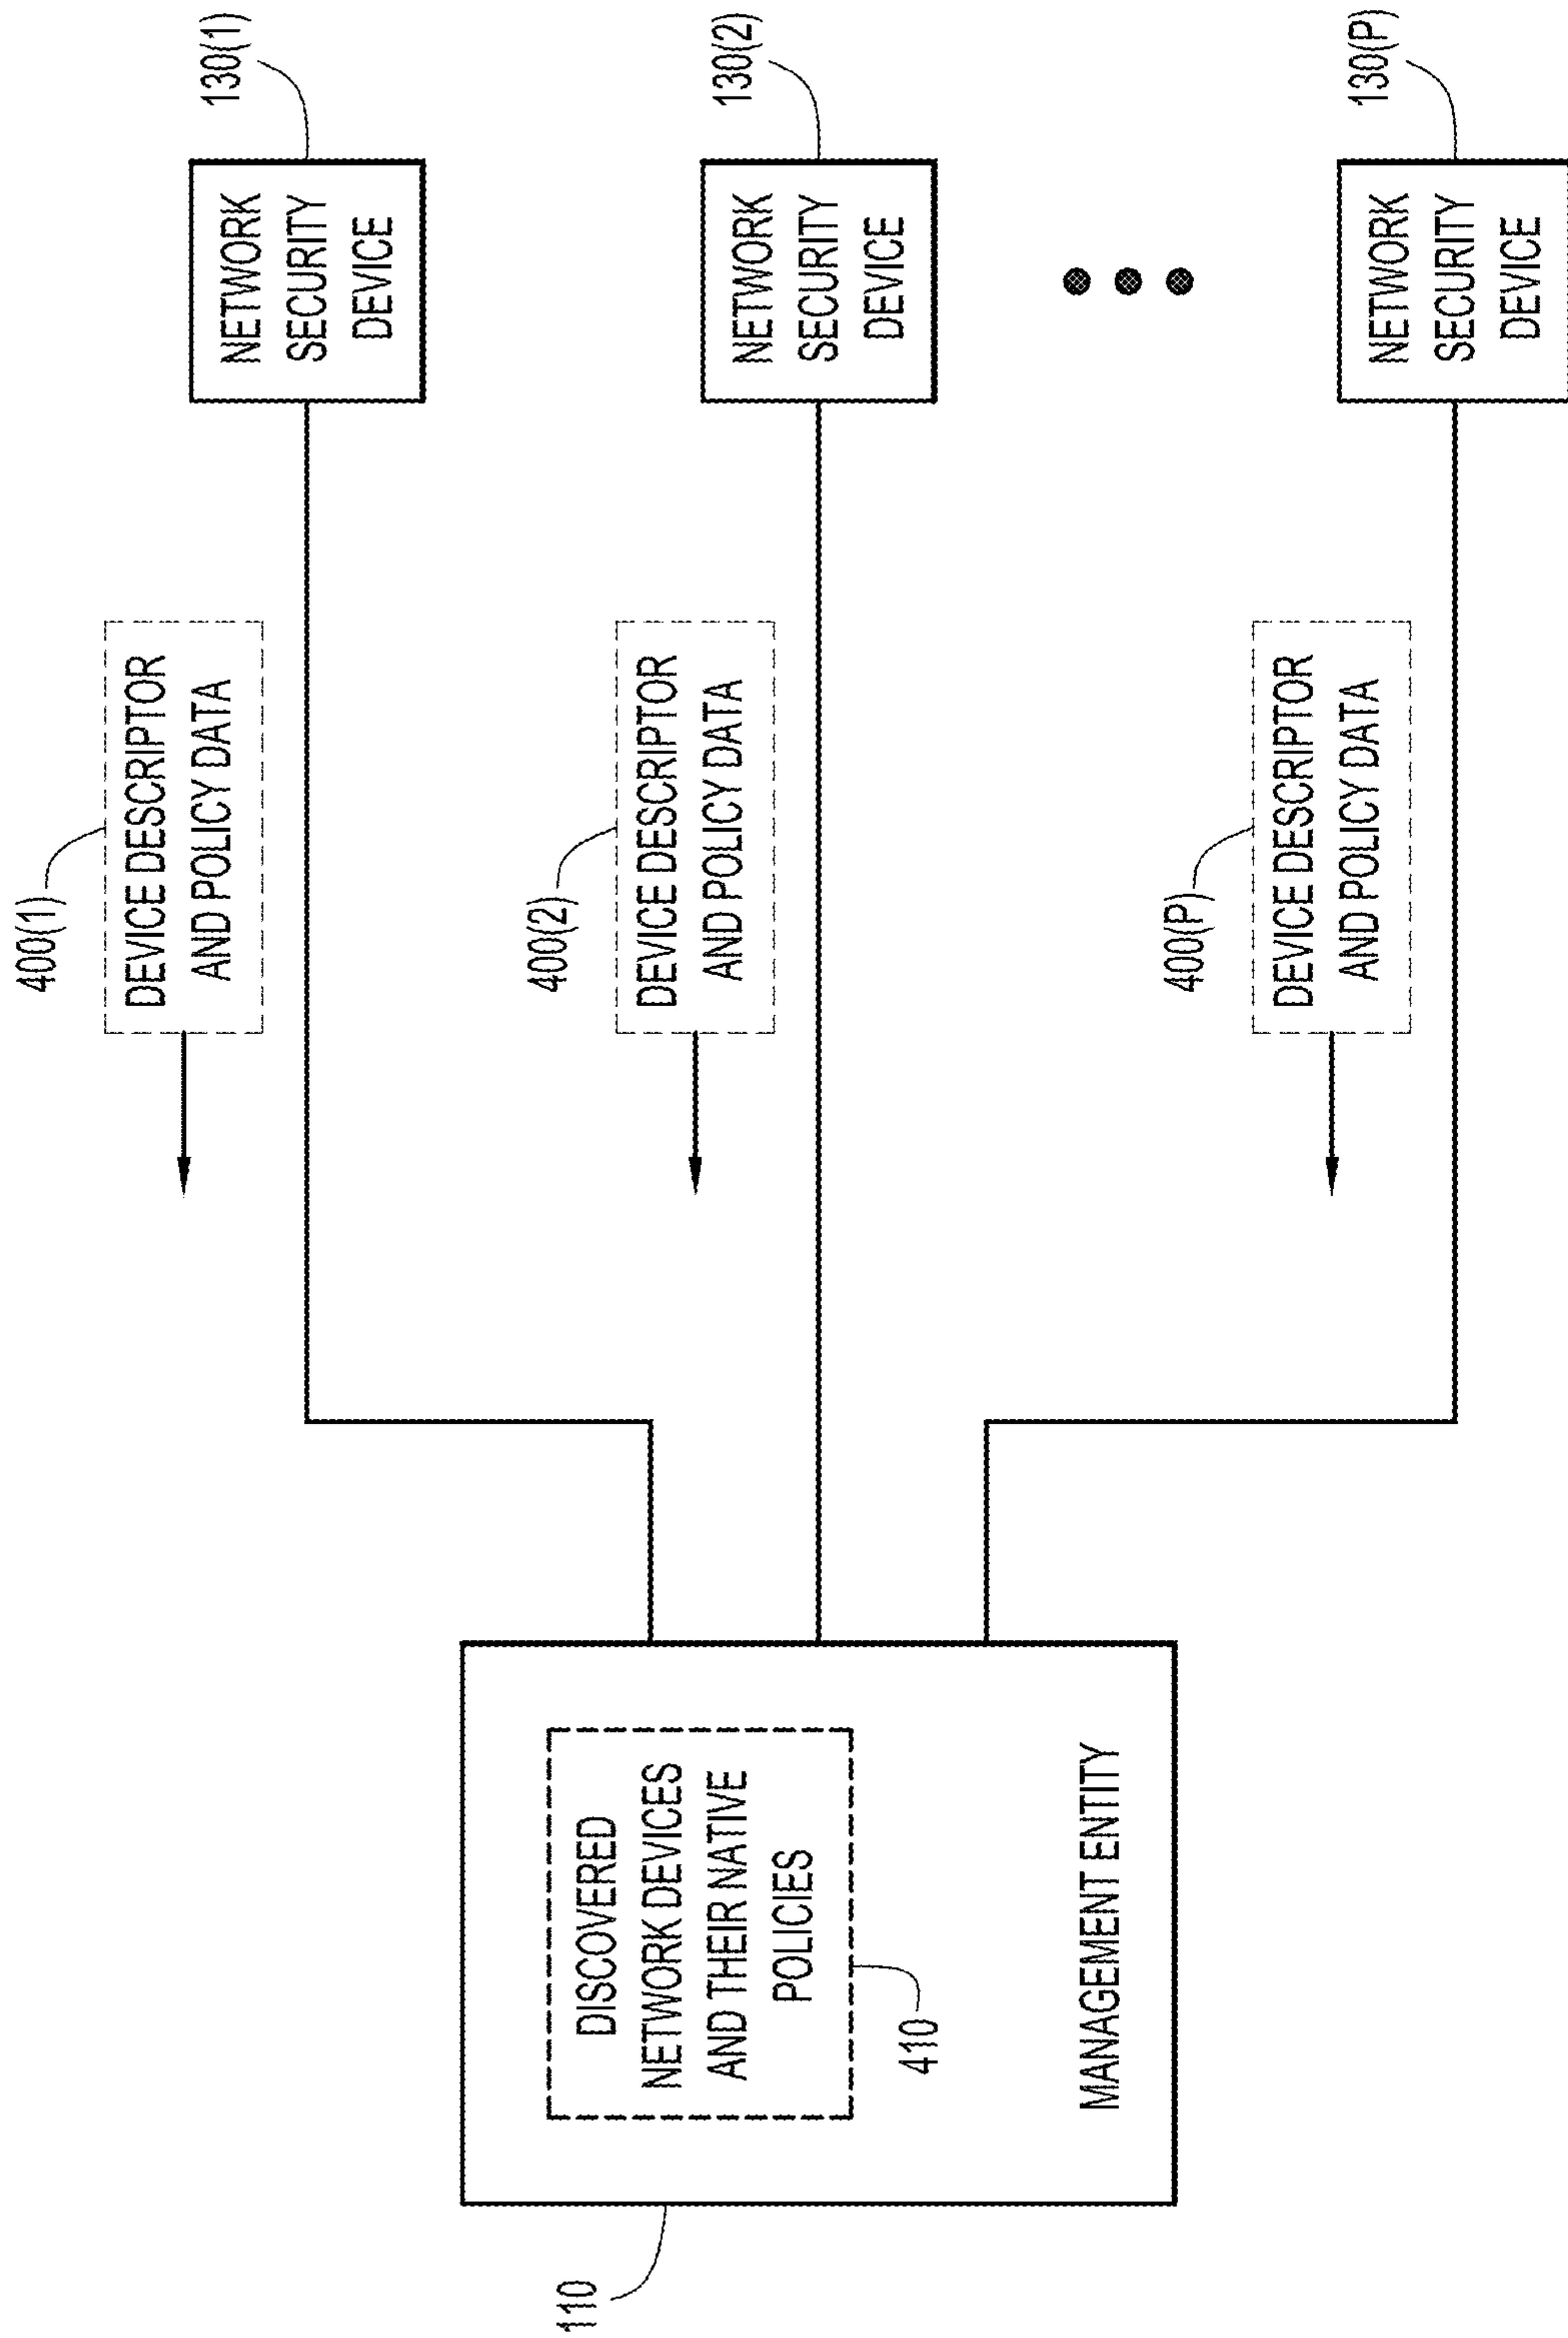 400(1)
DEVICE DESCRIPTOR
AND POLICY DATA
130(1)
NETWORK
SECURITY
DEVICE
400(2)
DEVICE DESCRIPTOR
AND POLICY DATA
130(2)
NETWORK
SECURITY
DEVICE
110
DISCOVERED
NETWORK DEVICES
AND THEIR NATIVE
POLICIES
410
MANAGEMENT ENTITY
400(P)
DEVICE DESCRIPTOR
AND POLICY DATA
130(P)
NETWORK
SECURITY
DEVICE